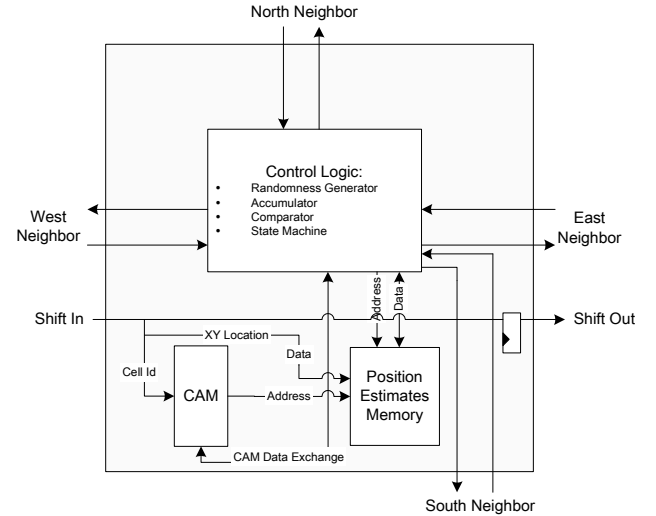 North Neighbor
Control Logic:
• Randomness Generator
• Accumulator
• Comparator
• State Machine
West
Neighbor
East
Neighbor
Address
Data
Shift In
Shift Out
XY Location
Data
Cell Id
CAM
Address
Position
Estimates
Memory
CAM Data Exchange
South Neighbor